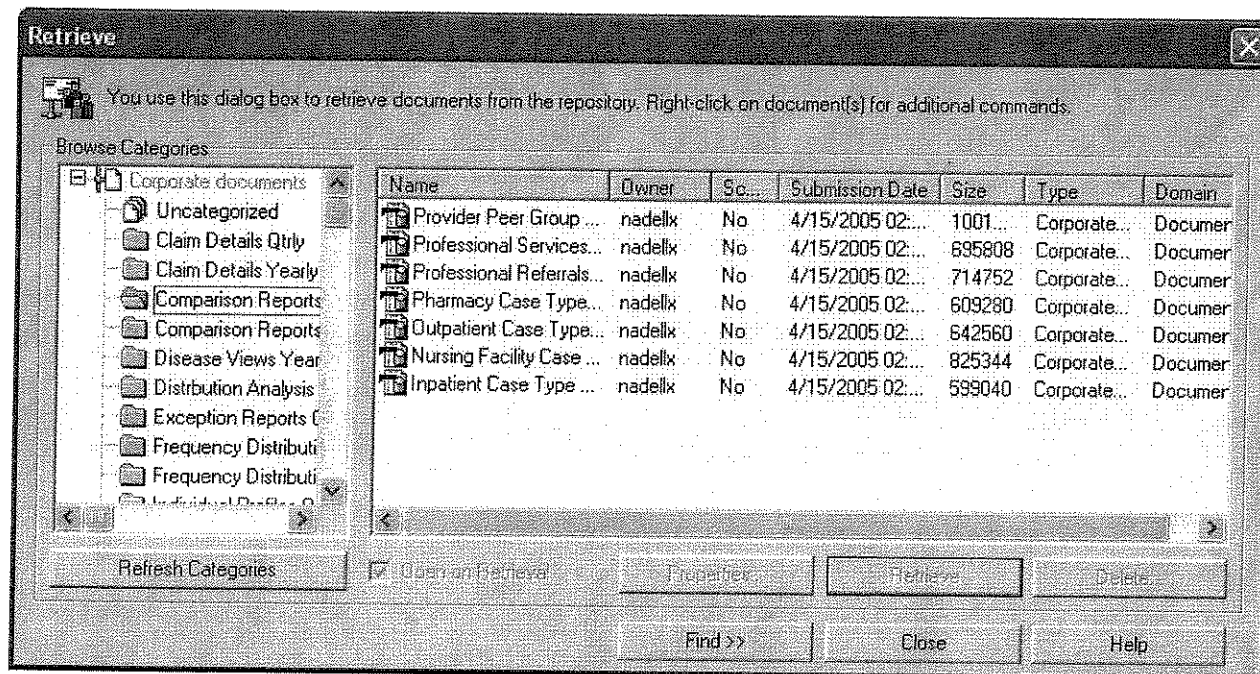 Retrieve
You use this dialog box to retrieve documents from the repository. Right-click on document(s) for additional commands.
Browse Categories
Corporate documents
Uncategorized
Claim Details Qtrly
Claim Details Yearly
Comparison Reports
Comparison Reports
Disease Views Year
Distribution Analysis
Exception Reports
Frequency Distributi
Frequency Distributi
Name Owner Sc... Submission Date Size Type Domain
Provider Peer Group ... nadellx No 4/15/2005 02:... 1001... Corporate... Documer
Professional Services... nadellx No 4/15/2005 02:... 695808 Corporate... Documer
Professional Referrals... nadellx No 4/15/2005 02:... 714752 Corporate... Documer
Pharmacy Case Type... nadellx No 4/15/2005 02:... 609280 Corporate... Documer
Outpatient Case Type... nadellx No 4/15/2005 02:... 642560 Corporate... Documer
Nursing Facility Case ... nadellx No 4/15/2005 02:... 825344 Corporate... Documer
Inpatient Case Type ... nadellx No 4/15/2005 02:... 599040 Corporate... Documer
Refresh Categories Open on Retrieval Properties Retrieve Delete
Find >> Close Help